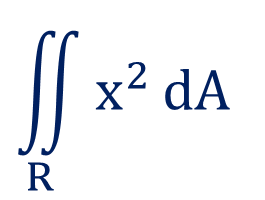 ∬ x² dA
R